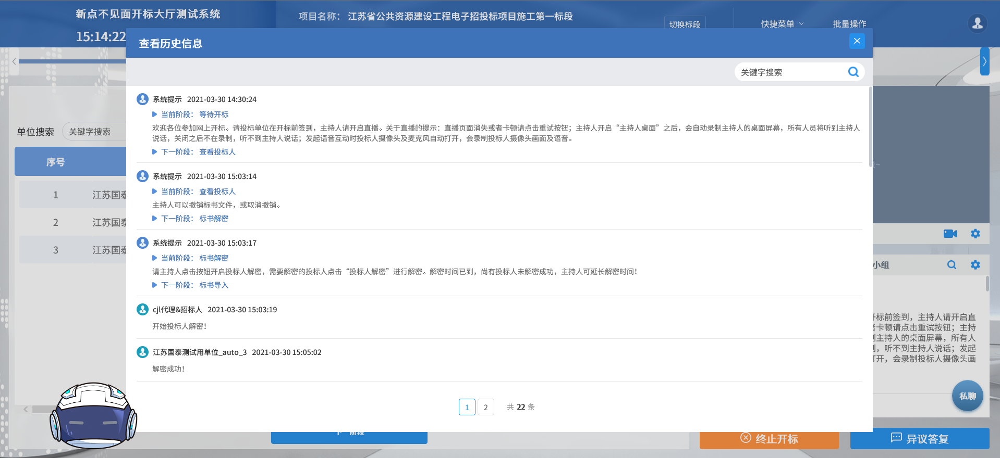 新点不见面开标大厅测试系统
项目名称： 江苏省公共资源建设工程电子招投标项目施工第一标段
切换标段
快捷菜单
批量操作
15:14:22
查看历史信息
关键字搜索
系统提示 2021-03-30 14:30:24
当前阶段： 等待开标
欢迎各位参加网上开标。请投标单位在开标前签到，主持人请开启直播。关于直播的提示：直播页面消失或者卡顿请点击重试按钮；主持人开启“主持人桌面”之后，会自动录制主持人的桌面屏幕，所有人员将听到主持人
说话，关闭之后不在录制，听不到主持人说话；发起语音互动时投标人摄像头及麦克风自动打开，会录制投标人摄像头画面及语音。
下一阶段： 查看投标人
系统提示 2021-03-30 15:03:14
当前阶段： 查看投标人
主持人可以撤销标书文件，或取消撤销。
下一阶段： 标书解密
系统提示 2021-03-30 15:03:17
当前阶段： 标书解密
请主持人点击按钮开启投标人解密，需要解密的投标人点击“投标人解密”进行解密。解密时间已到，尚有投标人未解密成功，主持人可延长解密时间！
下一阶段： 标书导入
cjl代理&招标人 2021-03-30 15:03:19
开始投标人解密！
江苏国泰测试用单位_auto_3 2021-03-30 15:05:02
解密成功！
1 2 共 22 条
单位搜索 关键字搜索
序号
1 江苏国泰
2 江苏国泰
3 江苏国泰
小组
标前签到，主持人请开启直
卡顿请点击重试按钮；主持
主持人的桌面屏幕，所有人
，听不到主持人说话；发起
开，会录制投标人摄像头画
私聊
终止开标
异议答复